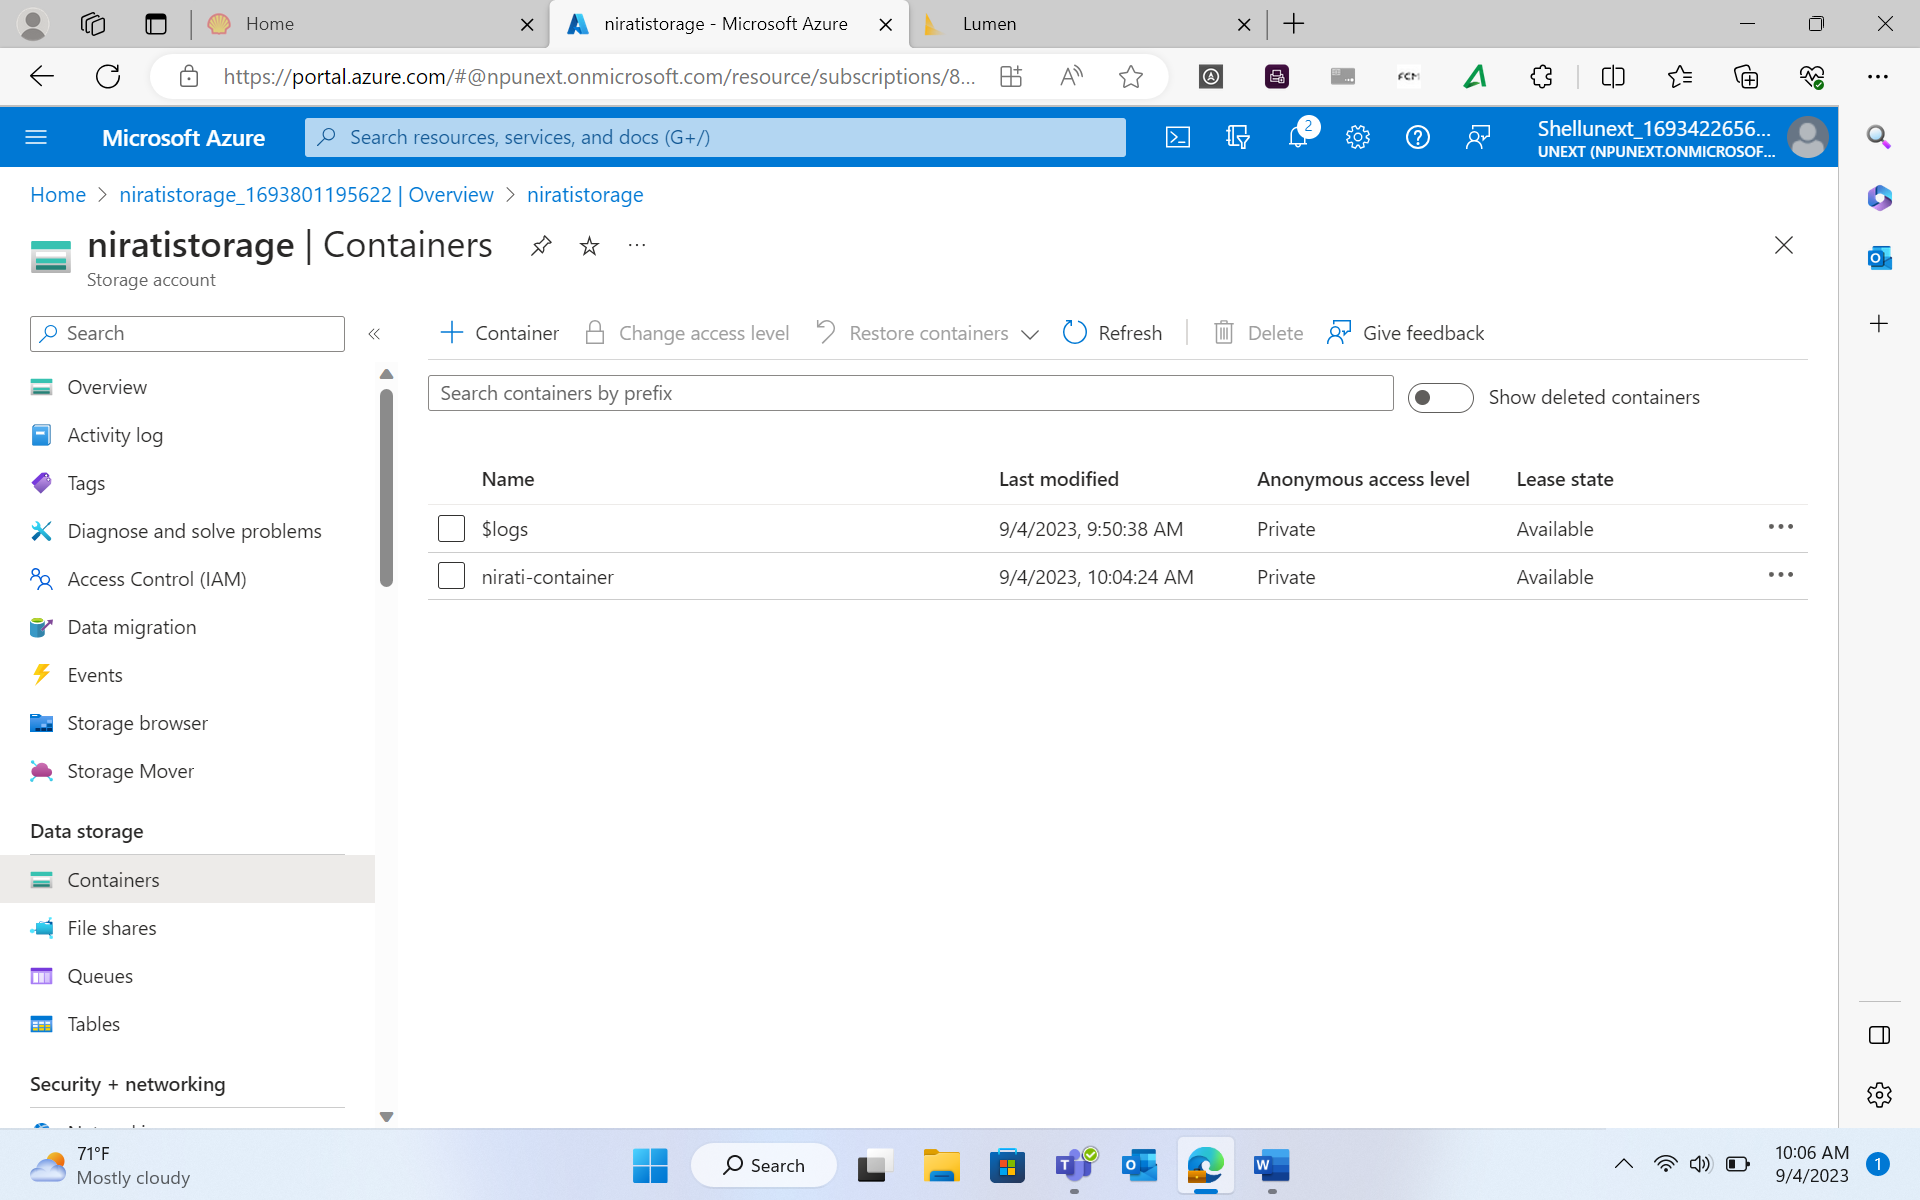 Home
niratistorage - Microsoft Azure
Lumen
https://portal.azure.com/#@npunext.onmicrosoft.com/resource/subscriptions/8...
FCM
Microsoft Azure
Search resources, services, and docs (G+/)
2
Shellunext_1693422656...
UNEXT (NPUNEXT.ONMICROSOF...
Home > niratistorage_1693801195622 | Overview > niratistorage
niratistorage | Containers
Storage account
Search
Container
Change access level
Restore containers
Refresh
Delete
Give feedback
Search containers by prefix
Show deleted containers
Overview
Activity log
Tags
Diagnose and solve problems
Access Control (IAM)
Data migration
Events
Storage browser
Storage Mover
Data storage
Containers
File shares
Queues
Tables
Security + networking
Name Last modified Anonymous access level Lease state
$logs 9/4/2023, 9:50:38 AM Private Available
nirati-container 9/4/2023, 10:04:24 AM Private Available
71°F
Mostly cloudy
Search
10:06 AM
9/4/2023
1